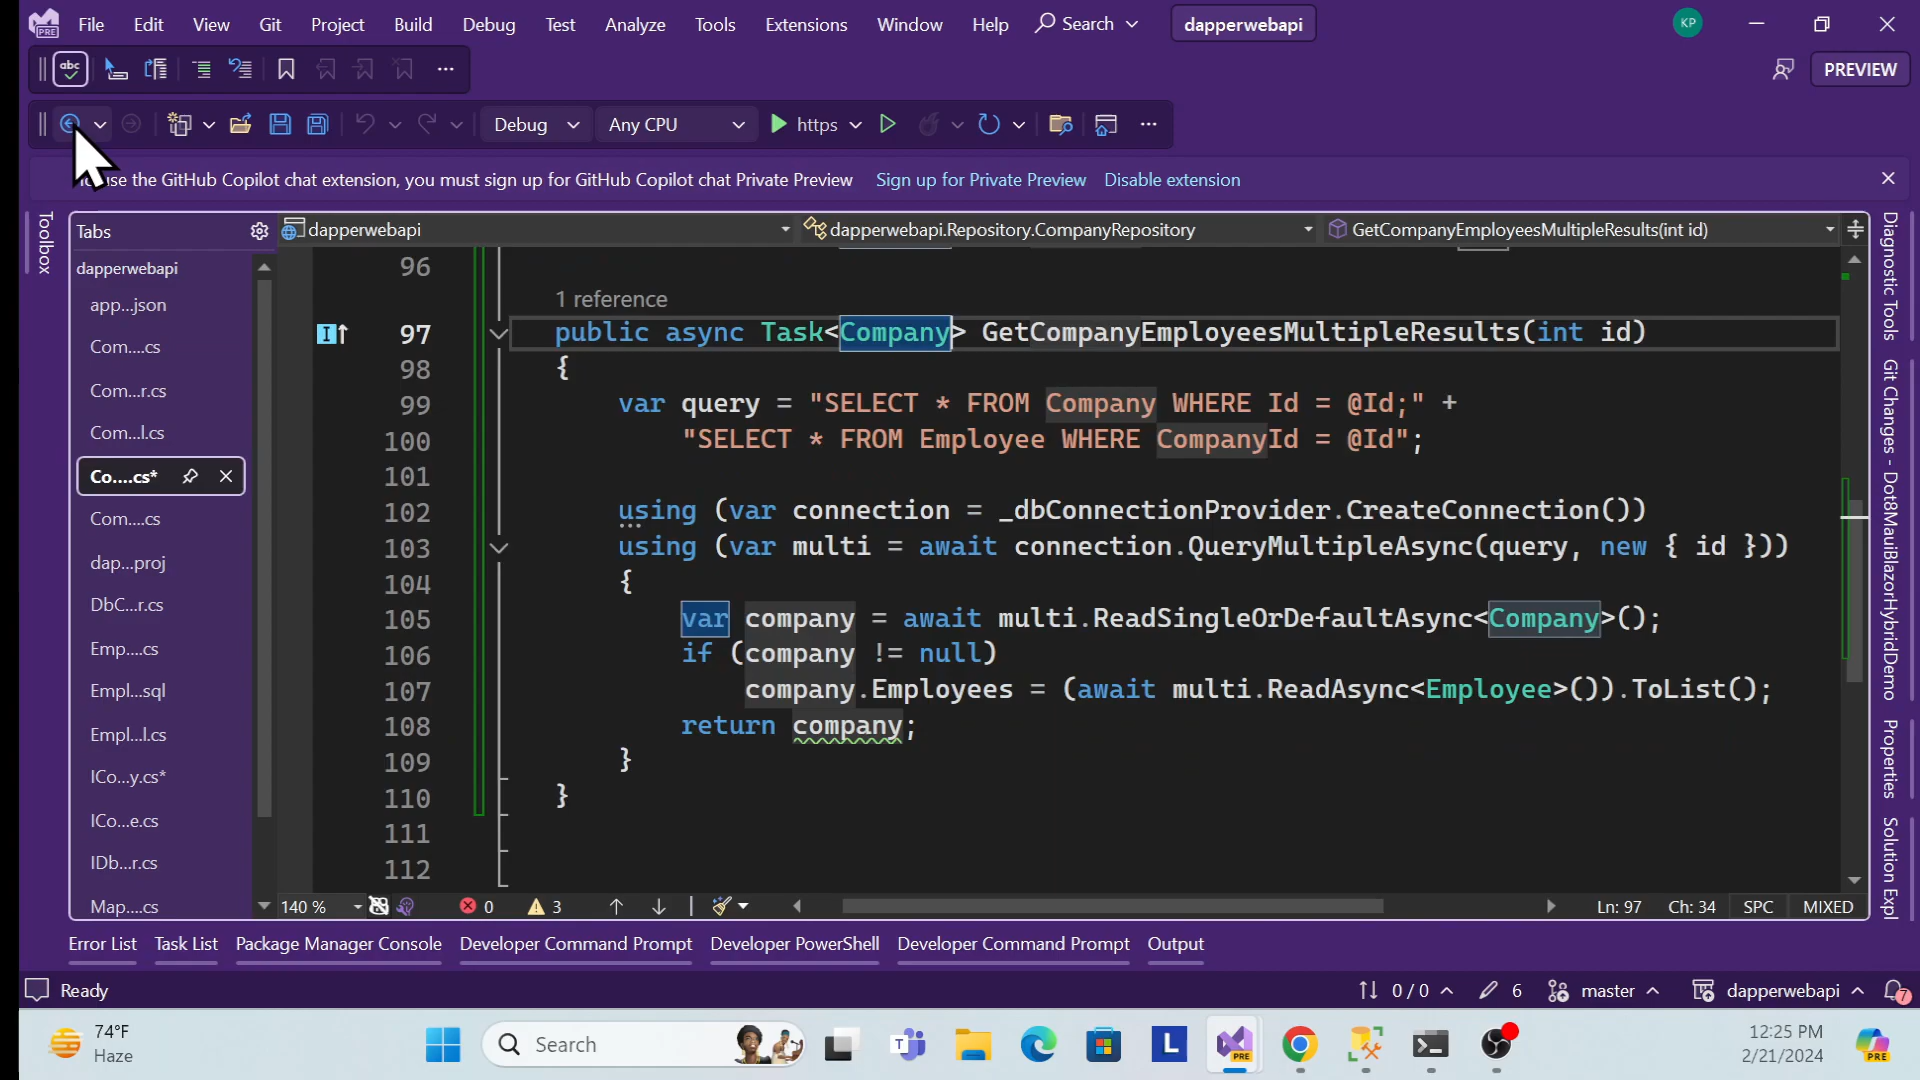 File Edit View Git Project Build Debug Test Analyze Tools Extensions Window Help Search dapperwebapi KP
abc PREVIEW
Debug Any CPU https
use the GitHub Copilot chat extension, you must sign up for GitHub Copilot chat Private Preview Sign up for Private Preview Disable extension
Toolbox
Tabs
dapperwebapi
app...json
Com....cs
Com...r.cs
Com...l.cs
Co....cs*
Com....cs
dap...proj
DbC...r.cs
Emp....cs
Empl...sql
Empl...l.cs
ICo...y.cs*
ICo...e.cs
IDb...r.cs
Map....cs
dapperwebapi dapperwebapi.Repository.CompanyRepository GetCompanyEmployeesMultipleResults(int id)
96
1 reference
97 public async Task<Company> GetCompanyEmployeesMultipleResults(int id)
98 {
99 var query = "SELECT * FROM Company WHERE Id = @Id;" +
100 "SELECT * FROM Employee WHERE CompanyId = @Id";
101
102 using (var connection = _dbConnectionProvider.CreateConnection())
103 using (var multi = await connection.QueryMultipleAsync(query, new { id }))
104 {
105 var company = await multi.ReadSingleOrDefaultAsync<Company>();
106 if (company != null)
107 company.Employees = (await multi.ReadAsync<Employee>()).ToList();
108 return company;
109 }
110 }
111
112
140 % 0 3 Ln: 97 Ch: 34 SPC MIXED
Diagnostic Tools
Git Changes - Dot8MauiBlazorHybridDemo
Properties
Solution Expl
Error List Task List Package Manager Console Developer Command Prompt Developer PowerShell Developer Command Prompt Output
Ready 0 / 0 6 master dapperwebapi 7
74°F
Haze
Search
T
L
PRE
12:25 PM
2/21/2024
PRE